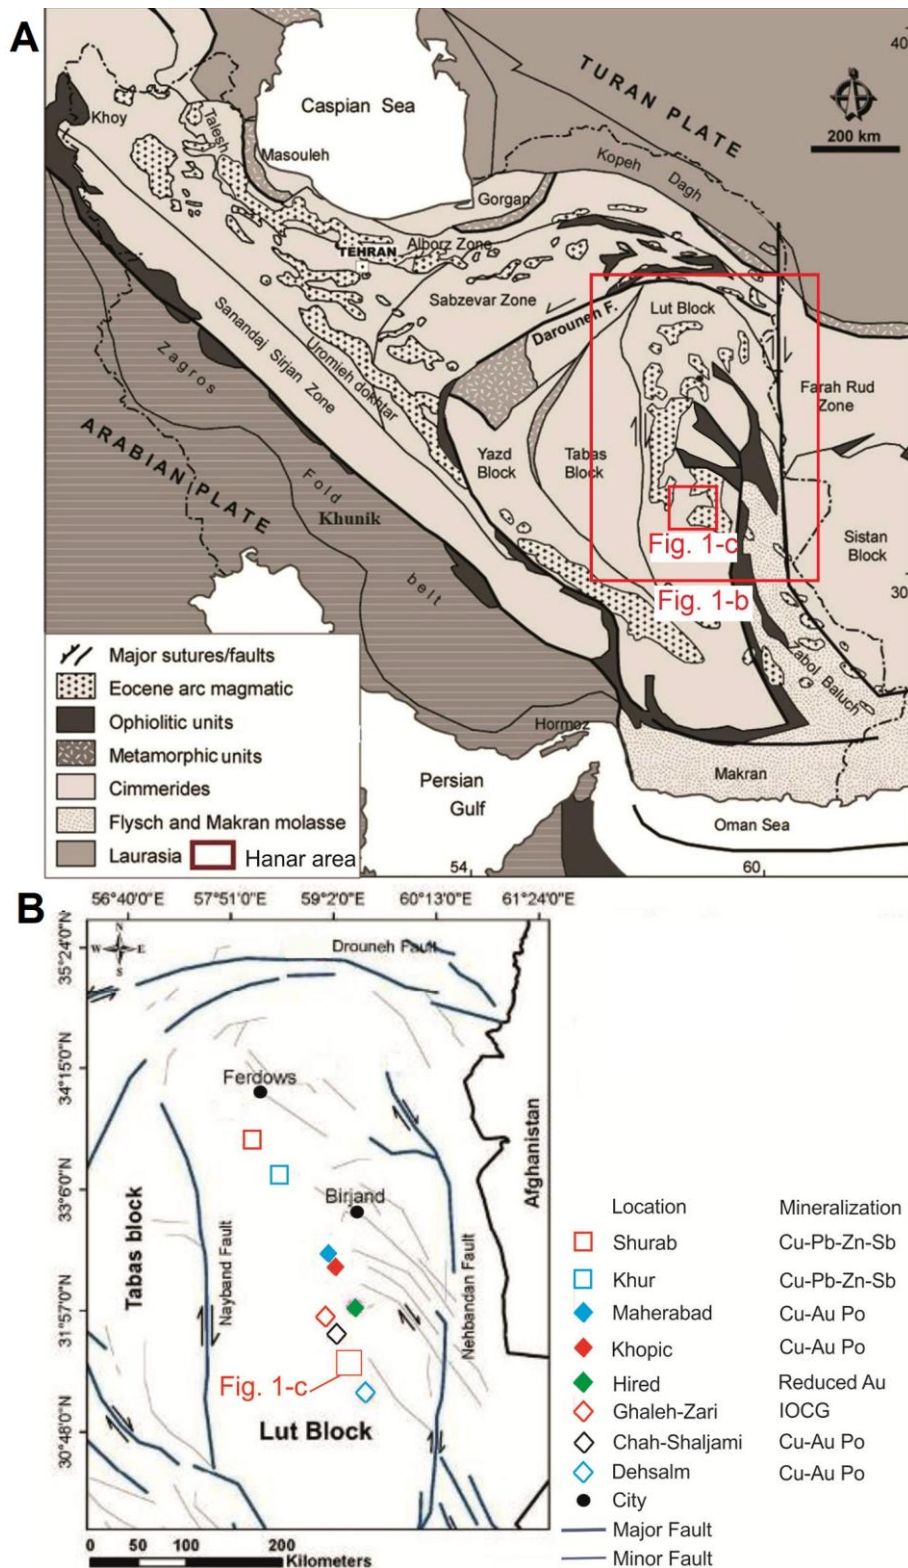 A
40
TURAN PLATE
Caspian Sea
200 km
Khoy
Talesh
Masouleh
Kopeh Dagh
Gorgan
Alborz Zone
TEHRAN
Sabzevar Zone
Darouneh F.
Lut Block
Sanandaj Sirjan Zone
Uromieh dokhtar
Farah Rud
Zone
Zagros
ARABIAN PLATE
Yazd
Block
Tabas
Block
Fold
Khunik
belt
Sistan
Block
Fig. 1-c
30
Fig. 1-b
Zabol Baluch
Major sutures/faults
Eocene arc magmatic
Ophiolitic units
Metamorphic units
Cimmerides
Flysch and Makran molasse
Laurasia
Hanar area
Hormoz
Makran
Persian
Gulf
Oman Sea
54
60
B
56°40'0"E 57°51'0"E 59°2'0"E 60°13'0"E 61°24'0"E
35°24'0"N
34°15'0"N
33°6'0"N
31°57'0"N
30°48'0"N
N
W E
S
Drouneh Fault
Ferdows
Birjand
Afghanistan
Tabas block
Nayband Fault
Nehbandan Fault
Fig. 1-c
Lut Block
0 50 100 200
Kilometers
Location Mineralization
Shurab Cu-Pb-Zn-Sb
Khur Cu-Pb-Zn-Sb
Maherabad Cu-Au Po
Khopic Cu-Au Po
Hired Reduced Au
Ghaleh-Zari IOCG
Chah-Shaljami Cu-Au Po
Dehsalm Cu-Au Po
City
Major Fault
Minor Fault